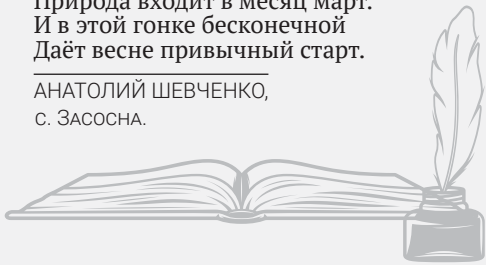 Природа входит в месяц март.
И в этой гонке бесконечной
Даёт весне привычный старт.
АНАТОЛИЙ ШЕВЧЕНКО,
с. Засосна.